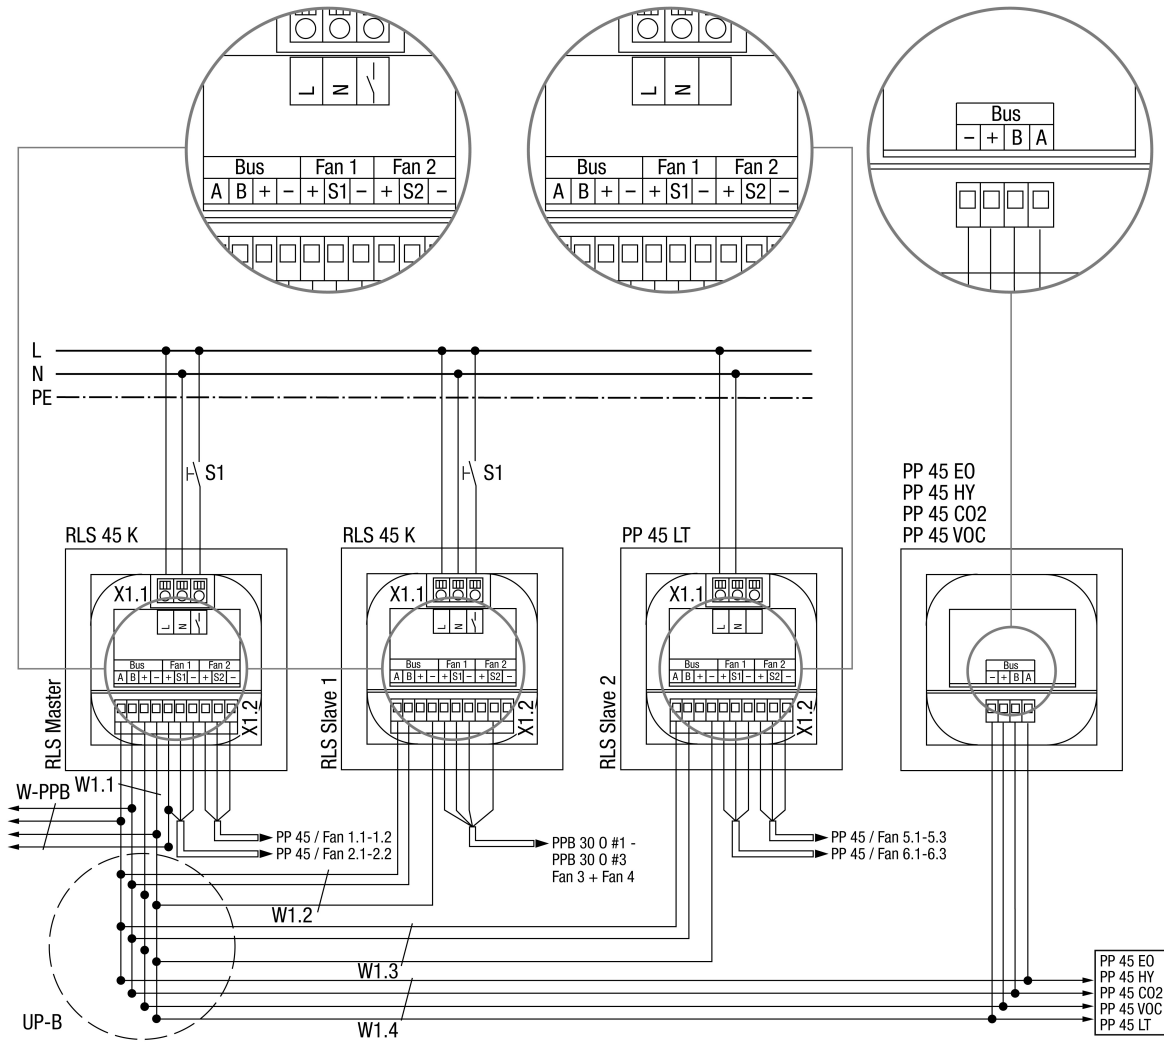 L N
Bus Fan 1 Fan 2
A B + − + S1 − + S2 −
L N
Bus Fan 1 Fan 2
A B + − + S1 − + S2 −
Bus
− + B A
L
N
PE
S1
S1
PP 45 EO
PP 45 HY
PP 45 CO2
PP 45 VOC
RLS 45 K
X1.1
L N
Bus Fan 1 Fan 2
A B + − + S1 − + S2 −
X1.2
RLS Master
RLS 45 K
X1.1
L N
Bus Fan 1 Fan 2
A B + − + S1 − + S2 −
X1.2
RLS Slave 1
PP 45 LT
X1.1
L N
Bus Fan 1 Fan 2
A B + − + S1 − + S2 −
X1.2
RLS Slave 2
Bus
− + B A
W-PPB
W1.1
PP 45 / Fan 1.1-1.2
PP 45 / Fan 2.1-2.2
PPB 30 O #1 -
PPB 30 O #3
Fan 3 + Fan 4
PP 45 / Fan 5.1-5.3
PP 45 / Fan 6.1-6.3
W1.2
W1.3
W1.4
UP-B
PP 45 EO
PP 45 HY
PP 45 CO2
PP 45 VOC
PP 45 LT